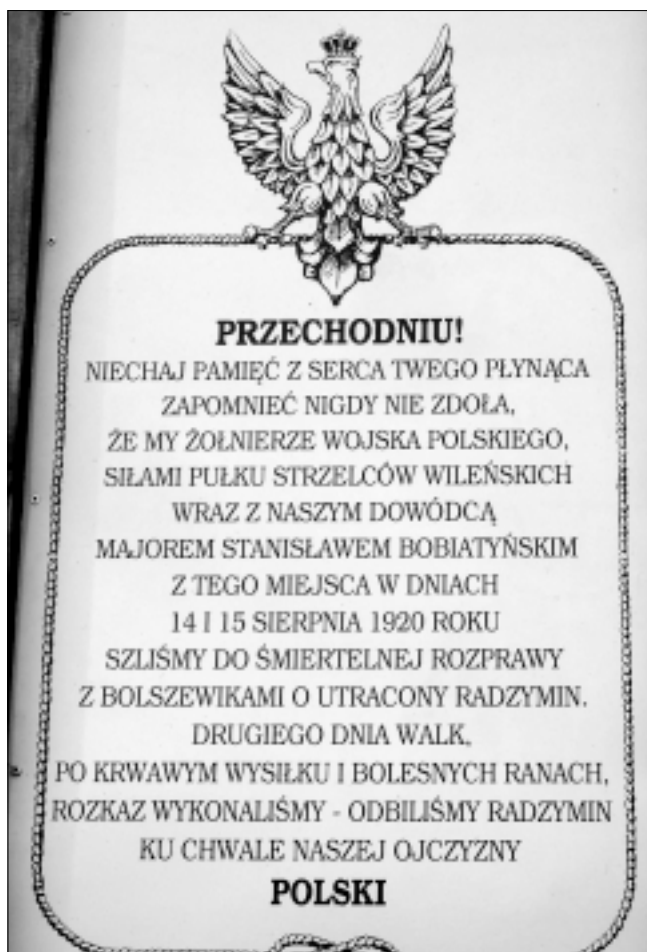 PRZECHODNIU!
NIECHAJ PAMIĘĆ Z SERCA TWEGO PŁYNĄCA
ZAPOMNIEĆ NIGDY NIE ZDOŁA,
ŻE MY ŻOŁNIERZE WOJSKA POLSKIEGO,
SIŁAMI PUŁKU STRZELCÓW WILEŃSKICH
WRAZ Z NASZYM DOWÓDCĄ
MAJOREM STANISŁAWEM BOBIATYŃSKIM
Z TEGO MIEJSCA W DNIACH
14 I 15 SIERPNIA 1920 ROKU
SZLIŚMY DO ŚMIERTELNEJ ROZPRAWY
Z BOLSZEWIKAMI O UTRACONY RADZYMIN.
DRUGIEGO DNIA WALK,
PO KRWAWYM WYSIŁKU I BOLESNYCH RANACH,
ROZKAZ WYKONALIŚMY - ODBILIŚMY RADZYMIN
KU CHWALE NASZEJ OJCZYZNY
POLSKI